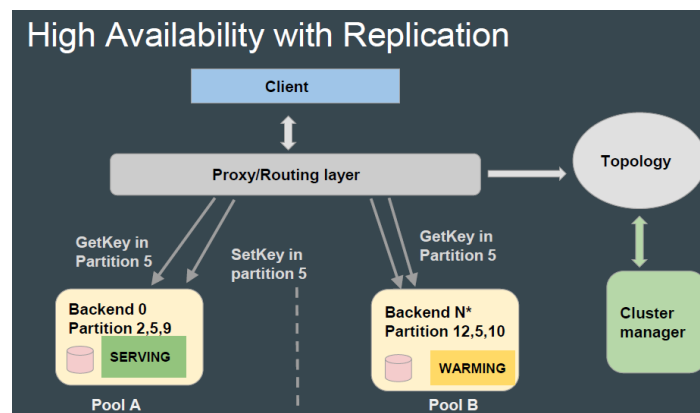 High Availability with Replication
Client
Proxy/Routing layer
Topology
GetKey in
Partition 5
SetKey in
partition 5
GetKey in
Partition 5
Backend 0
Partition 2,5,9
SERVING
Backend N*
Partition 12,5,10
WARMING
Cluster
manager
Pool A
Pool B